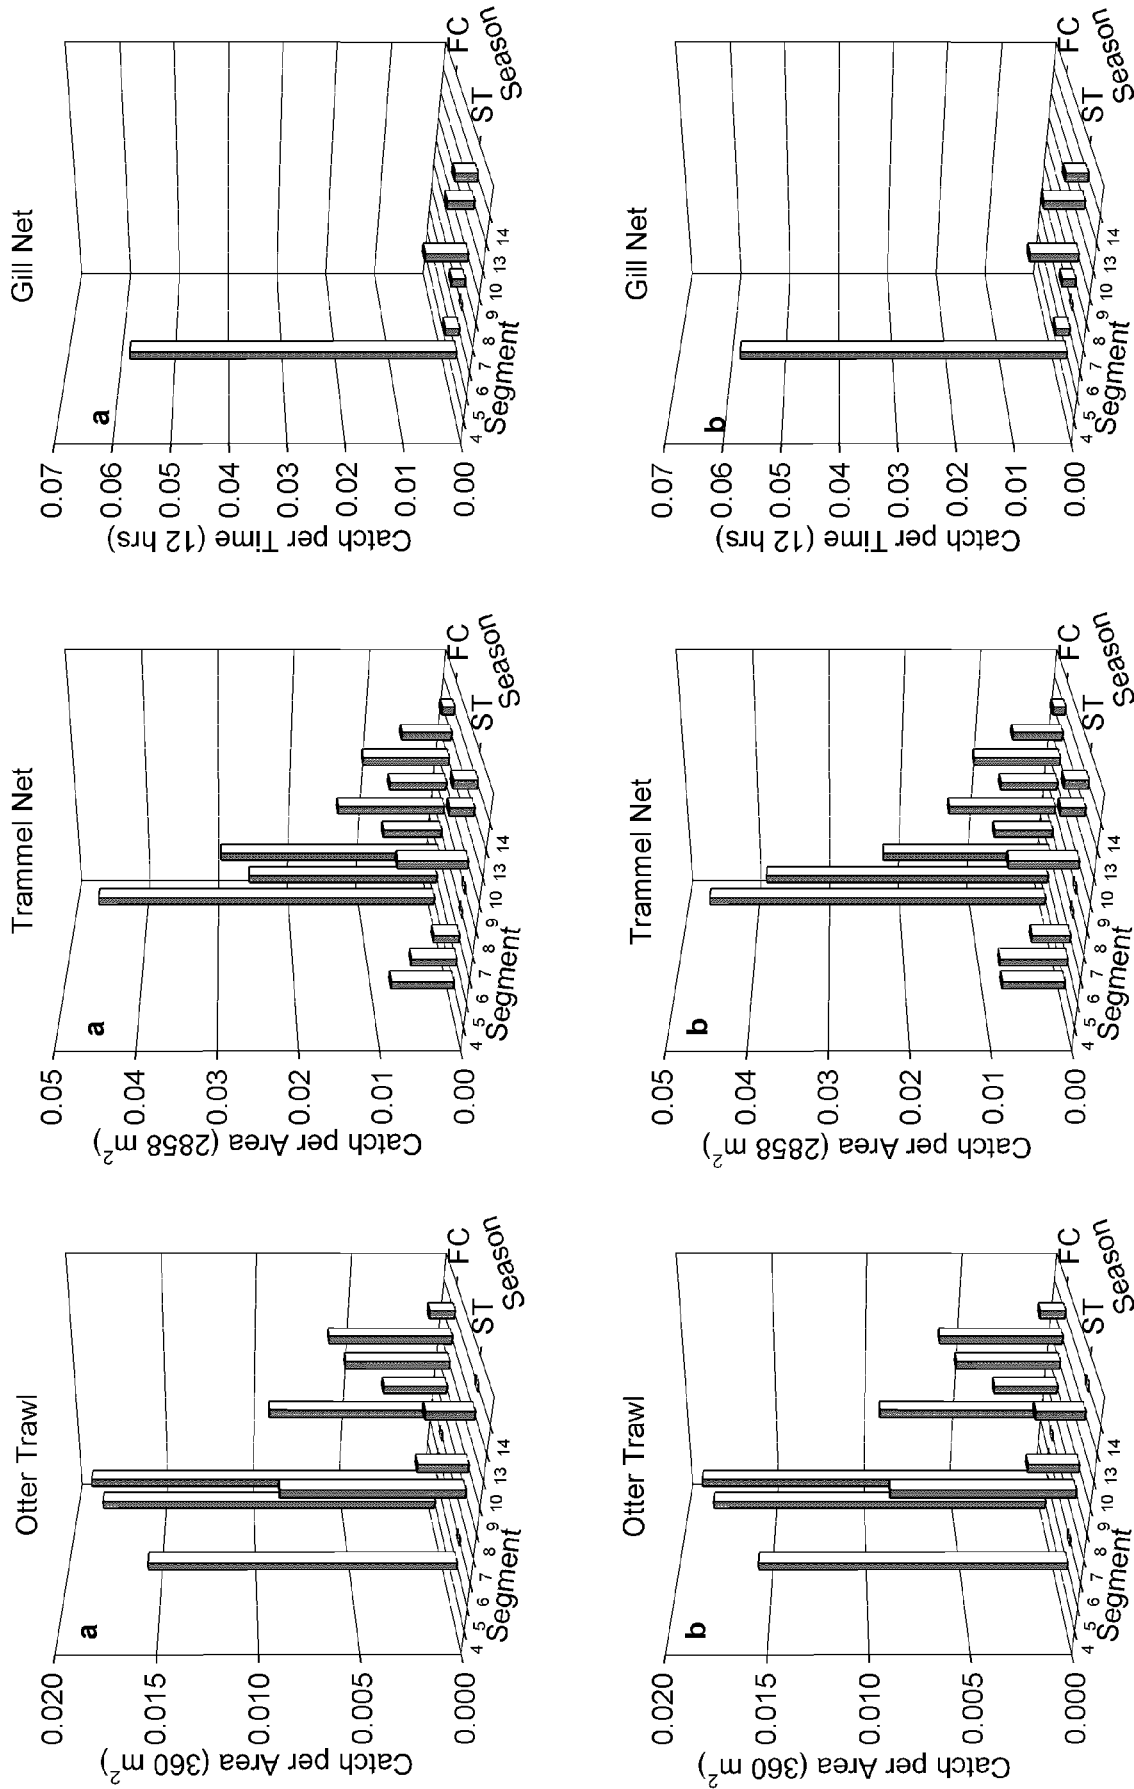 Otter Trawl
a
0.020
0.015
0.010
0.005
0.000
Catch per Area (360 m²)
4 5 6 7 8 9 10 13 14
Segment
ST FC
Season
Trammel Net
a
0.05
0.04
0.03
0.02
0.01
0.00
Catch per Area (2858 m²)
4 5 6 7 8 9 10 13 14
Segment
ST FC
Season
Gill Net
a
0.07
0.06
0.05
0.04
0.03
0.02
0.01
0.00
Catch per Time (12 hrs)
4 5 6 7 8 9 10 13 14
Segment
ST FC
Season
Otter Trawl
b
0.020
0.015
0.010
0.005
0.000
Catch per Area (360 m²)
4 5 6 7 8 9 10 13 14
Segment
ST FC
Season
Trammel Net
b
0.05
0.04
0.03
0.02
0.01
0.00
Catch per Area (2858 m²)
4 5 6 7 8 9 10 13 14
Segment
ST FC
Season
Gill Net
b
0.07
0.06
0.05
0.04
0.03
0.02
0.01
0.00
Catch per Time (12 hrs)
4 5 6 7 8 9 10 13 14
Segment
ST FC
Season